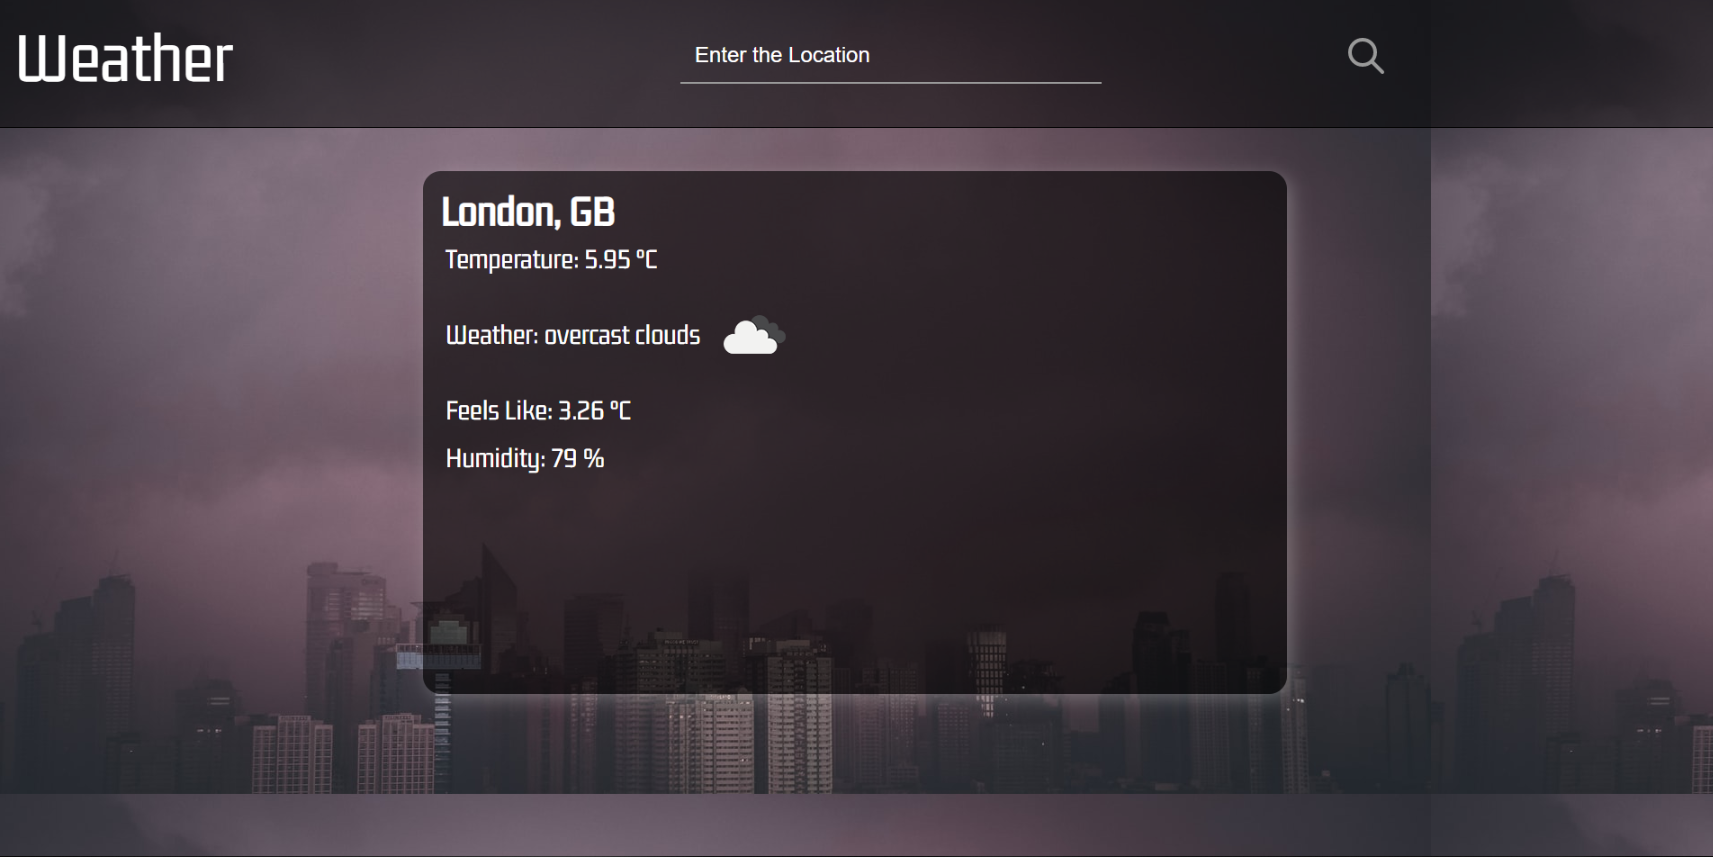 Weather
Enter the Location
London, GB
Temperature: 5.95 °C
Weather: overcast clouds
Feels Like: 3.26 °C
Humidity: 79 %